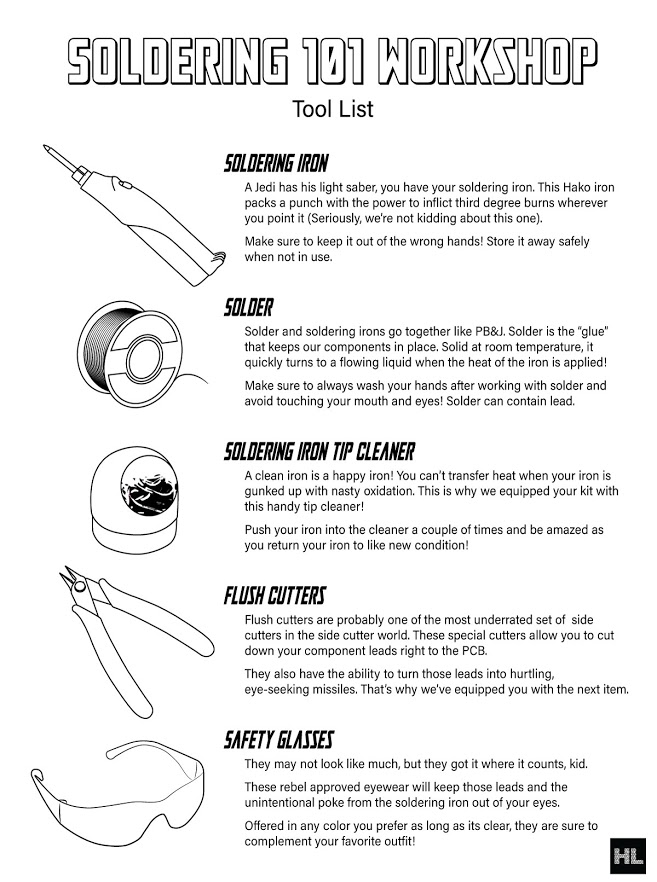 SOLDERING 101 WORKSHOP
Tool List
SOLDERING IRON
A Jedi has his light saber, you have your soldering iron. This Hako iron
packs a punch with the power to inflict third degree burns wherever
you point it (Seriously, we're not kidding about this one).
Make sure to keep it out of the wrong hands! Store it away safely
when not in use.
SOLDER
Solder and soldering irons go together like PB&J. Solder is the "glue"
that keeps our components in place. Solid at room temperature, it
quickly turns to a flowing liquid when the heat of the iron is applied!
Make sure to always wash your hands after working with solder and
avoid touching your mouth and eyes! Solder can contain lead.
SOLDERING IRON TIP CLEANER
A clean iron is a happy iron! You can't transfer heat when your iron is
gunked up with nasty oxidation. This is why we equipped your kit with
this handy tip cleaner!
Push your iron into the cleaner a couple of times and be amazed as
you return your iron to like new condition!
FLUSH CUTTERS
Flush cutters are probably one of the most underrated set of side
cutters in the side cutter world. These special cutters allow you to cut
down your component leads right to the PCB.
They also have the ability to turn those leads into hurtling,
eye-seeking missiles. That's why we've equipped you with the next item.
SAFETY GLASSES
They may not look like much, but they got it where it counts, kid.
These rebel approved eyewear will keep those leads and the
unintentional poke from the soldering iron out of your eyes.
Offered in any color you prefer as long as its clear, they are sure to
complement your favorite outfit!
HL